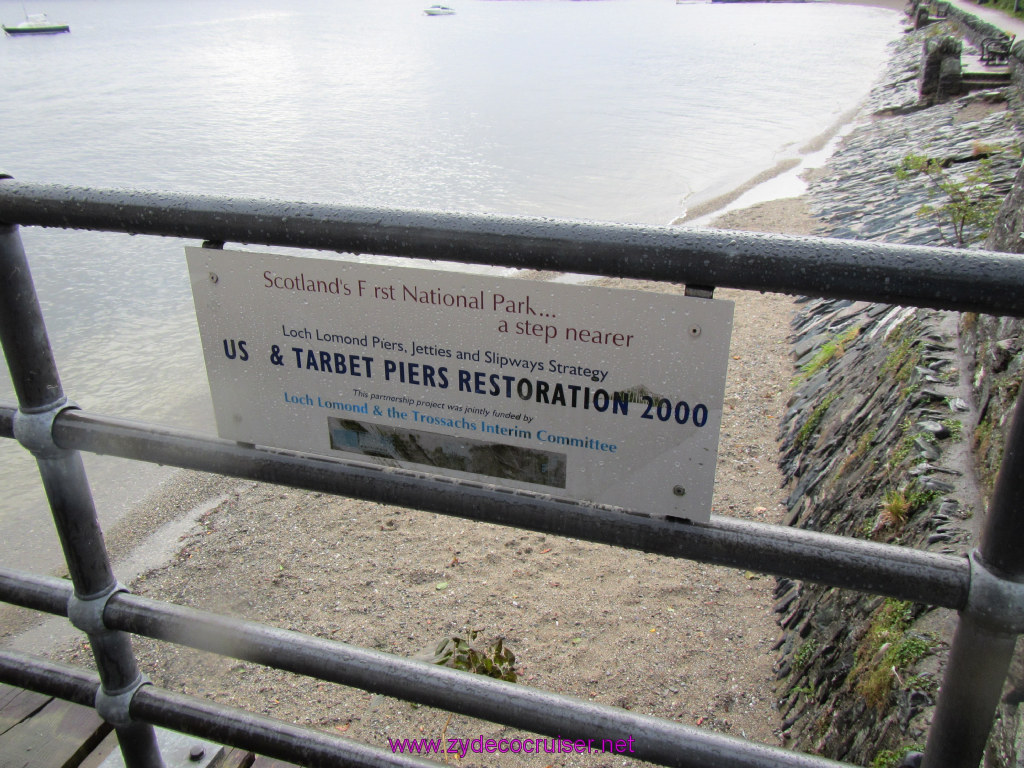 Scotland's F rst National Park...
a step nearer
Loch Lomond Piers, Jetties and Slipways Strategy
US & TARBET PIERS RESTORATION 2000
This partnership project was jointly funded by
Loch Lomond & the Trossachs Interim Committee
www.zydecocruiser.net